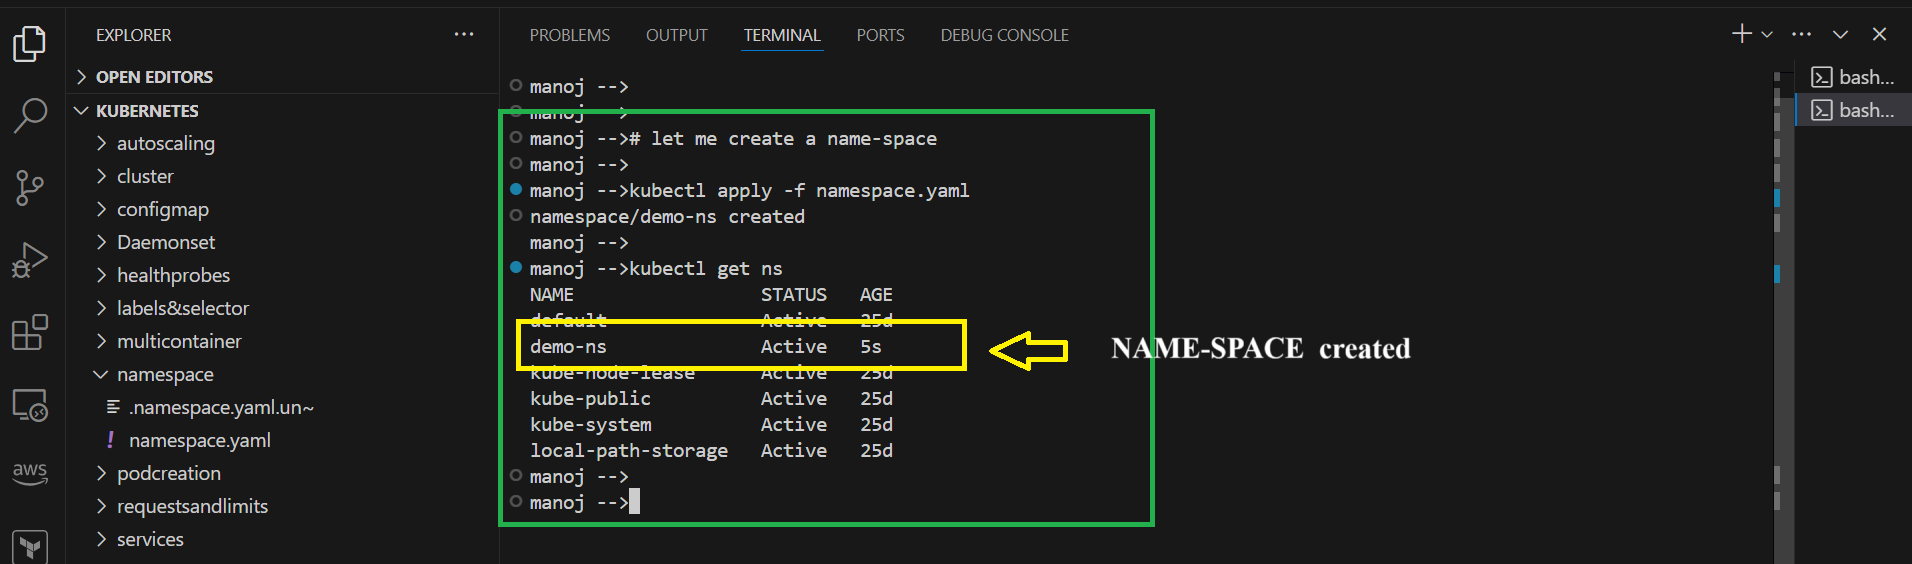 EXPLORER
OPEN EDITORS
KUBERNETES
autoscaling
cluster
configmap
Daemonset
healthprobes
labels&selector
multicontainer
namespace
.namespace.yaml.un~
! namespace.yaml
podcreation
requestsandlimits
services
aws
PROBLEMS OUTPUT TERMINAL PORTS DEBUG CONSOLE
manoj -->
manoj -->
manoj --># let me create a name-space
manoj -->
manoj -->kubectl apply -f namespace.yaml
namespace/demo-ns created
manoj -->
manoj -->kubectl get ns
NAME STATUS AGE
default Active 25d
demo-ns Active 5s
kube-node-lease Active 25d
kube-public Active 25d
kube-system Active 25d
local-path-storage Active 25d
manoj -->
manoj -->
NAME-SPACE created
bash...
bash...